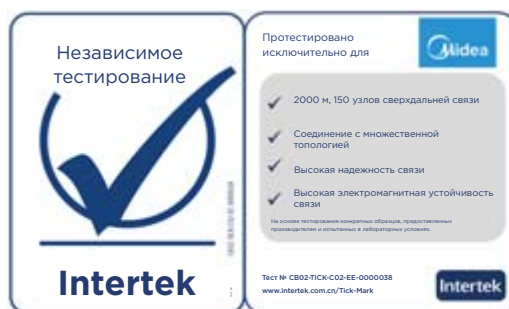 Независимое
тестирование
Intertek
Протестировано
исключительно для
Midea
2000 м, 150 узлов сверхдальней связи
Соединение с множественной
топологией
Высокая надежность связи
Высокая электромагнитная устойчивость
связи
На основе тестирования конкретных образцов, предоставленных
производителем и испытанных в лабораторных условиях.
Тест № CB02-TICK-C02-EE-0000038
www.intertek.com.cn/Tick-Mark
Intertek